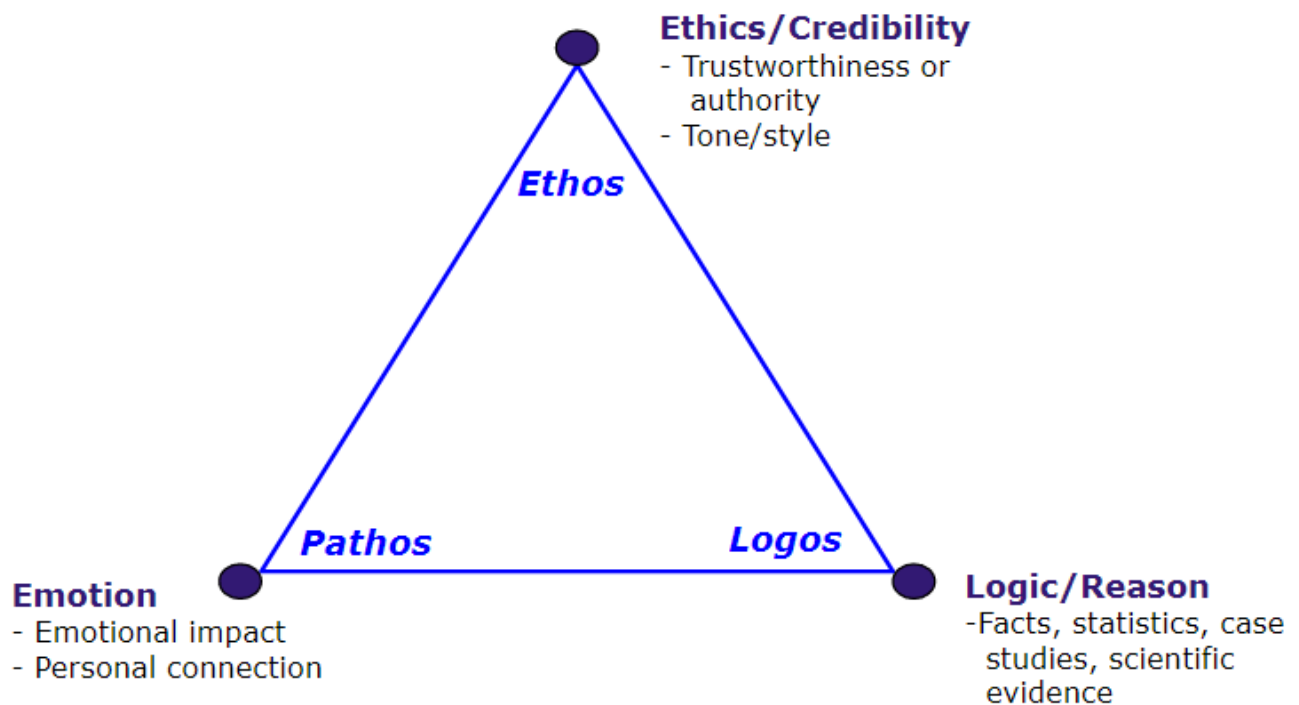 Ethics/Credibility
- Trustworthiness or
authority
- Tone/style
Ethos
Pathos
Logos
Emotion
- Emotional impact
- Personal connection
Logic/Reason
-Facts, statistics, case
studies, scientific
evidence